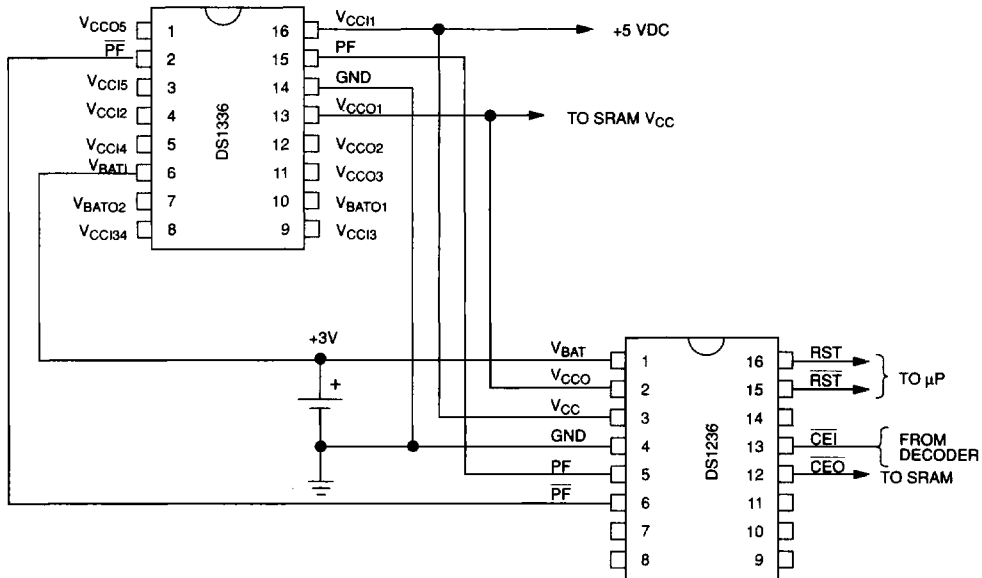 VCCO5 1 16 VCCI1 +5 VDC
PF 2 15 PF
VCCI5 3 14 GND
VCCI2 4 13 VCCO1 TO SRAM VCC
VCCI4 5 12 VCCO2
VBATI 6 11 VCCO3
VBATO2 7 10 VBATO1
VCCI34 8 9 VCCI3
DS1336
+3V
+
VBAT 1 16 RST
VCCO 2 15 RST
TO μP
VCC 3 14
GND 4 13 CEI
FROM
DECODER
PF 5 12 CEO TO SRAM
PF 6 11
7 10
8 9
DS1236